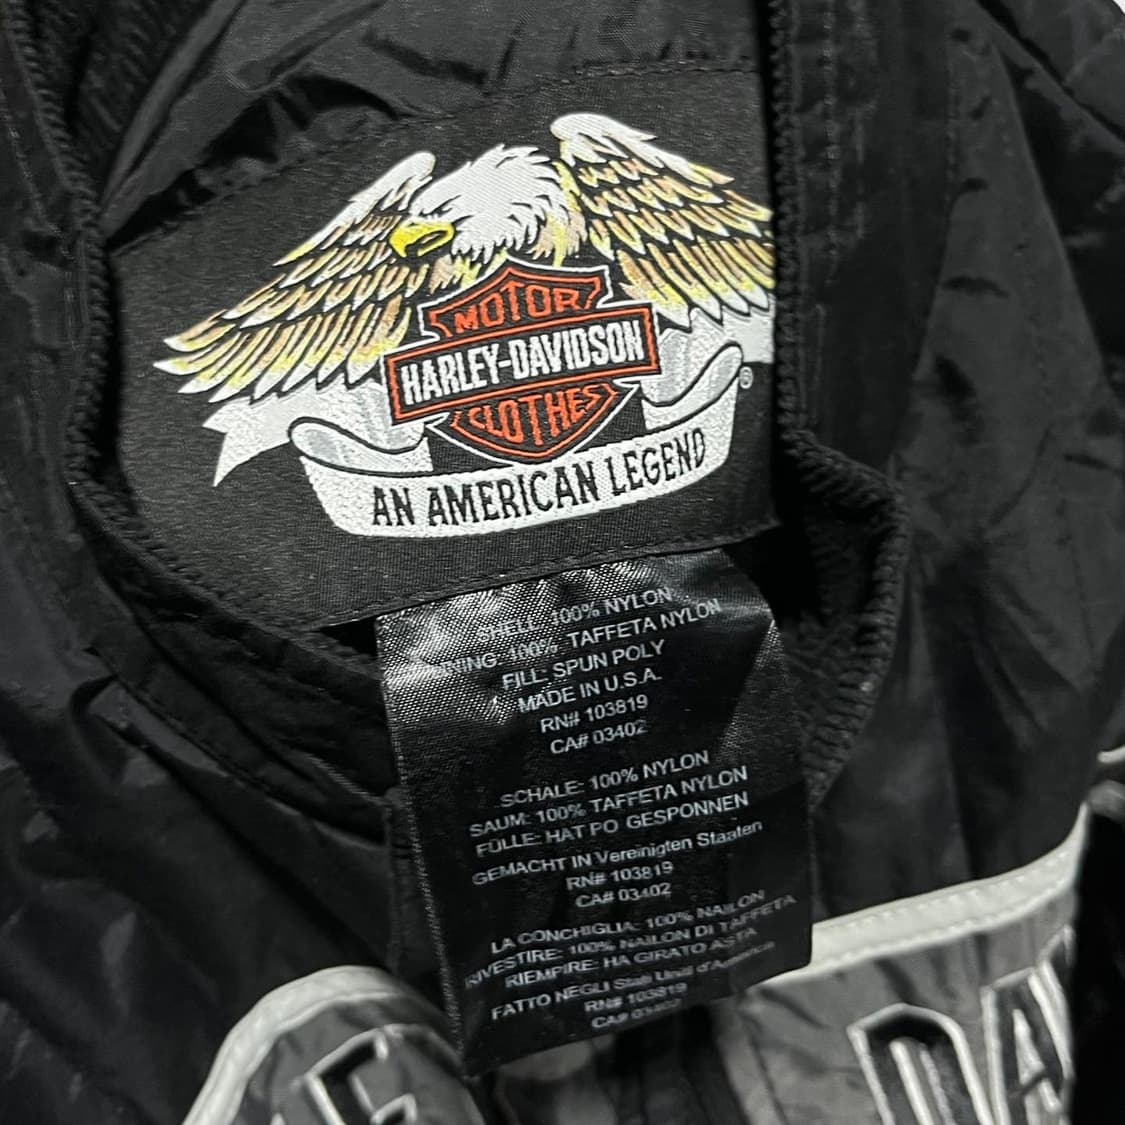 MOTOR
HARLEY-DAVIDSON
CLOTHES
®
AN AMERICAN LEGEND
SHELL: 100% NYLON
100% TAFFETA NYLON
FILL: SPUN POLY
MADE IN U.S.A.
RN# 103819
CA# 03402
SCHALE: 100% NYLON
SAUM: 100% TAFFETA NYLON
FÜLLE: HAT PO GESPONNEN
GEMACHT IN Vereinigten Staaten
RN# 103819
CA# 03402
LA CONCHIGLIA: 100% NAILON
RIVESTIRE: 100% NAILON DI TAFFETA
RIEMPIRE: HA GIRATO ASTA
FATTO NEGLI Stati Uniti d'America
RN# 103819
CA# 03402
DA